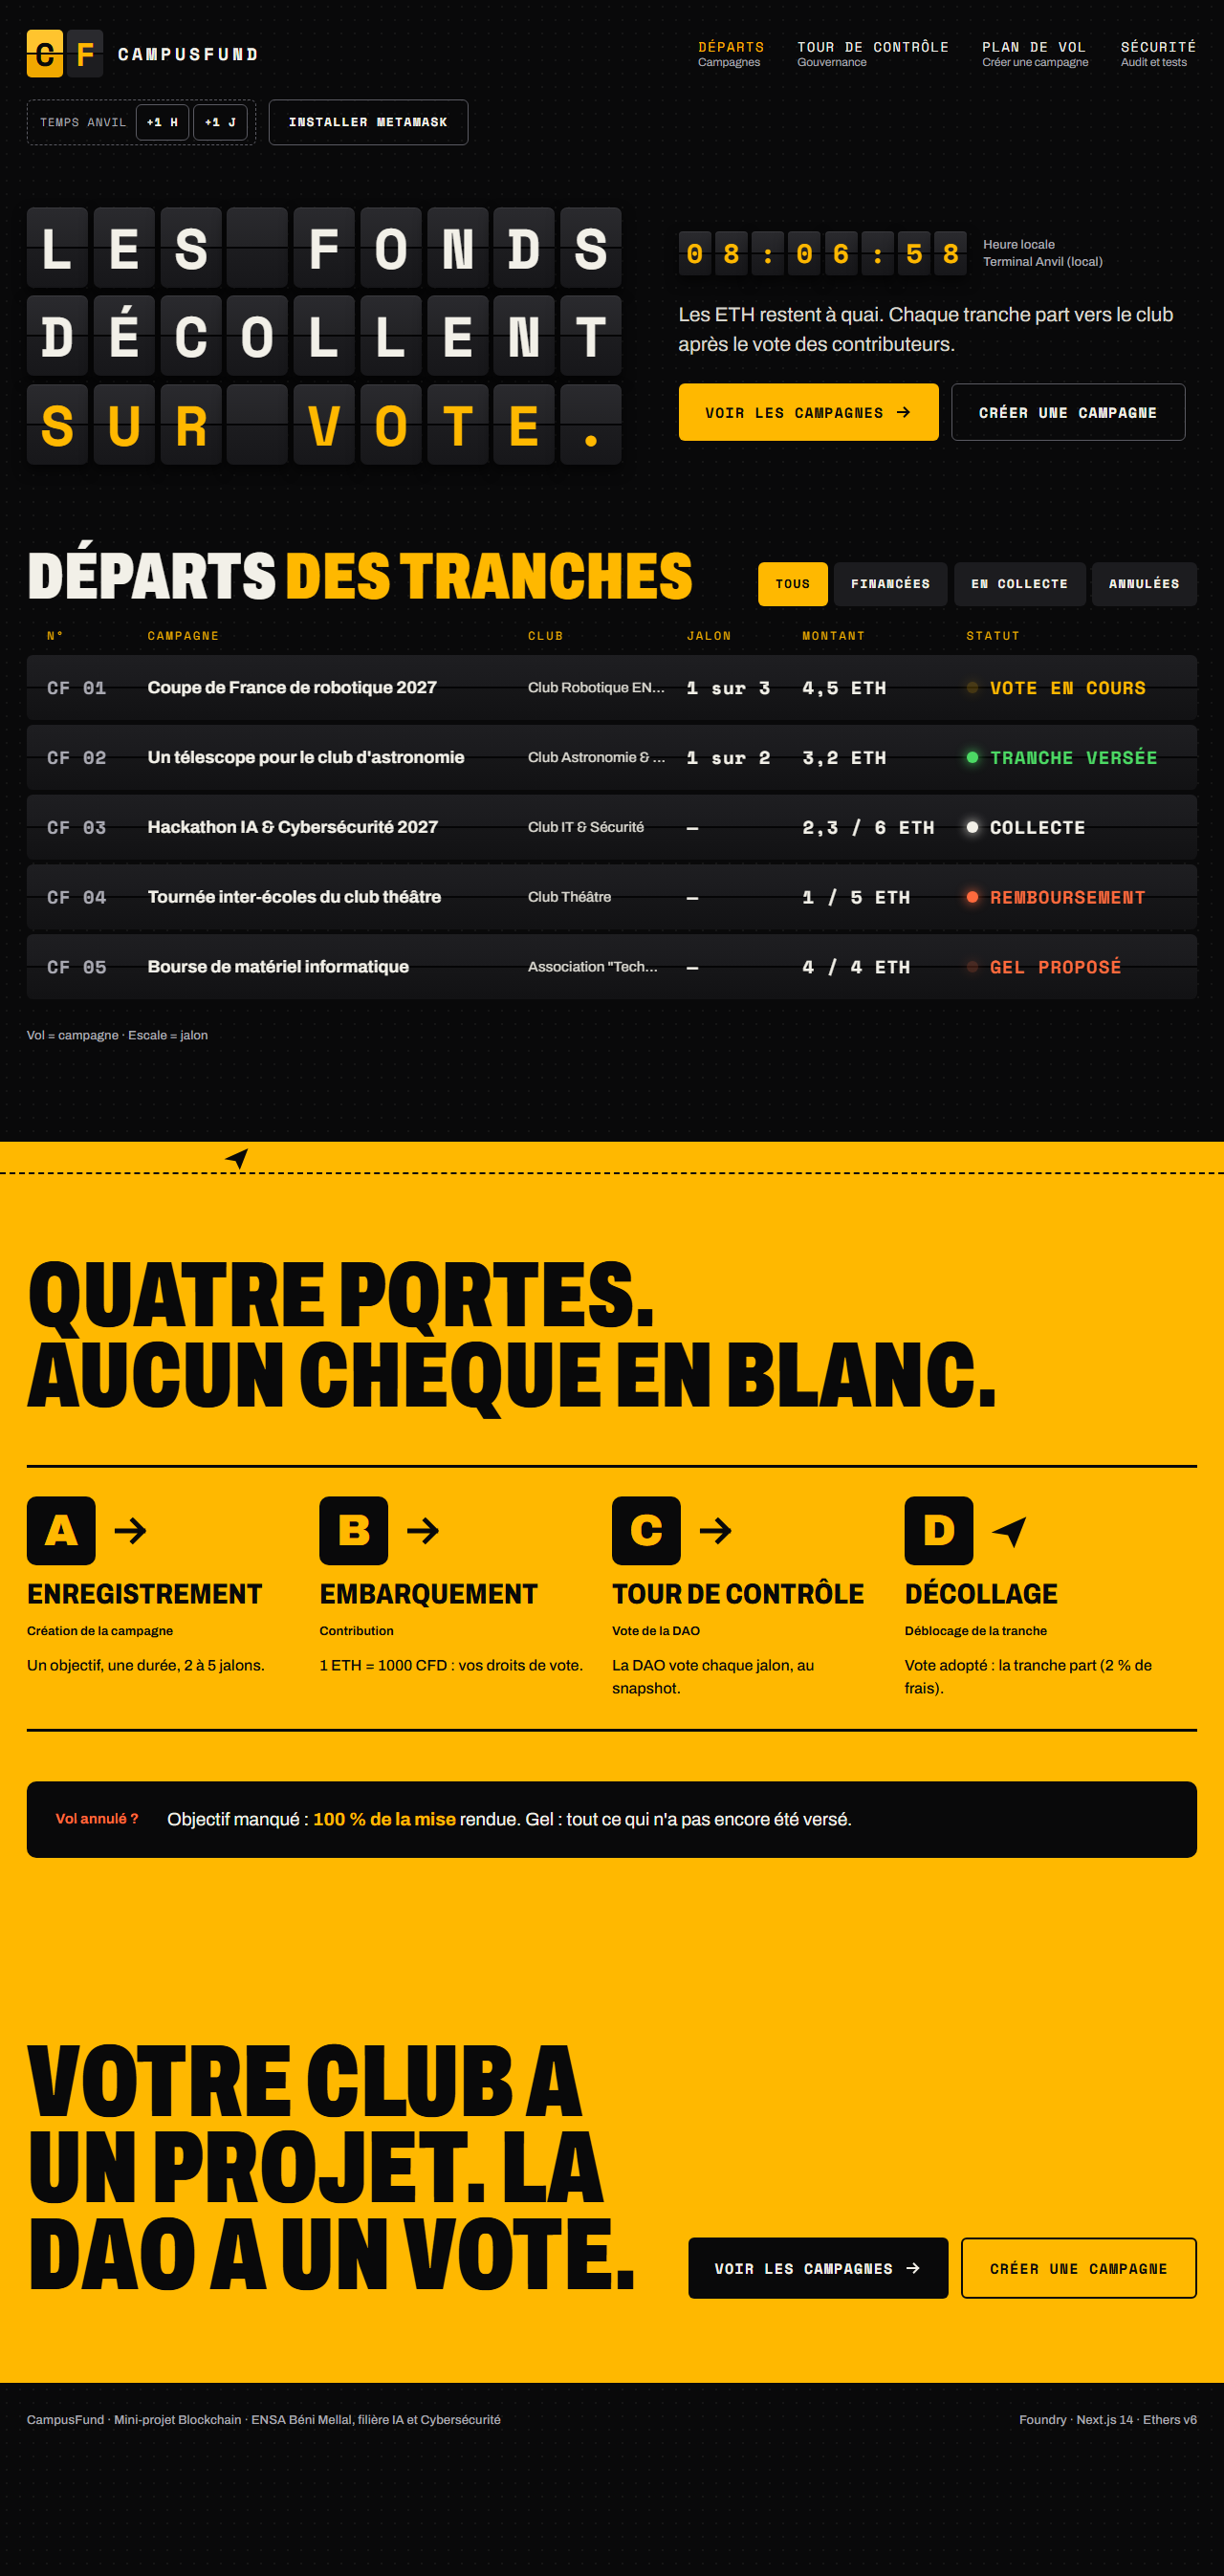 CF CAMPUSFUND
DÉPARTS
Campagnes
TOUR DE CONTRÔLE
Gouvernance
PLAN DE VOL
Créer une campagne
SÉCURITÉ
Audit et tests
TEMPS ANVIL +1 H +1 J
INSTALLER METAMASK
LES FONDS
DÉCOLLENT
SUR VOTE.
08:06:58
Heure locale
Terminal Anvil (local)
Les ETH restent à quai. Chaque tranche part vers le club
après le vote des contributeurs.
VOIR LES CAMPAGNES →
CRÉER UNE CAMPAGNE
DÉPARTS DES TRANCHES
TOUS FINANCÉES EN COLLECTE ANNULÉES
N° CAMPAGNE CLUB JALON MONTANT STATUT
CF 01 Coupe de France de robotique 2027 Club Robotique EN... 1 sur 3 4,5 ETH VOTE EN COURS
CF 02 Un télescope pour le club d'astronomie Club Astronomie & ... 1 sur 2 3,2 ETH TRANCHE VERSÉE
CF 03 Hackathon IA & Cybersécurité 2027 Club IT & Sécurité — 2,3 / 6 ETH COLLECTE
CF 04 Tournée inter-écoles du club théâtre Club Théâtre — 1 / 5 ETH REMBOURSEMENT
CF 05 Bourse de matériel informatique Association "Tech... — 4 / 4 ETH GEL PROPOSÉ
Vol = campagne · Escale = jalon
QUATRE PORTES.
AUCUN CHÈQUE EN BLANC.
A →
ENREGISTREMENT
Création de la campagne
Un objectif, une durée, 2 à 5 jalons.
B →
EMBARQUEMENT
Contribution
1 ETH = 1000 CFD : vos droits de vote.
C →
TOUR DE CONTRÔLE
Vote de la DAO
La DAO vote chaque jalon, au
snapshot.
D
DÉCOLLAGE
Déblocage de la tranche
Vote adopté : la tranche part (2 % de
frais).
Vol annulé ? Objectif manqué : 100 % de la mise rendue. Gel : tout ce qui n'a pas encore été versé.
VOTRE CLUB A
UN PROJET. LA
DAO A UN VOTE.
VOIR LES CAMPAGNES →
CRÉER UNE CAMPAGNE
CampusFund · Mini-projet Blockchain · ENSA Béni Mellal, filière IA et Cybersécurité
Foundry · Next.js 14 · Ethers v6